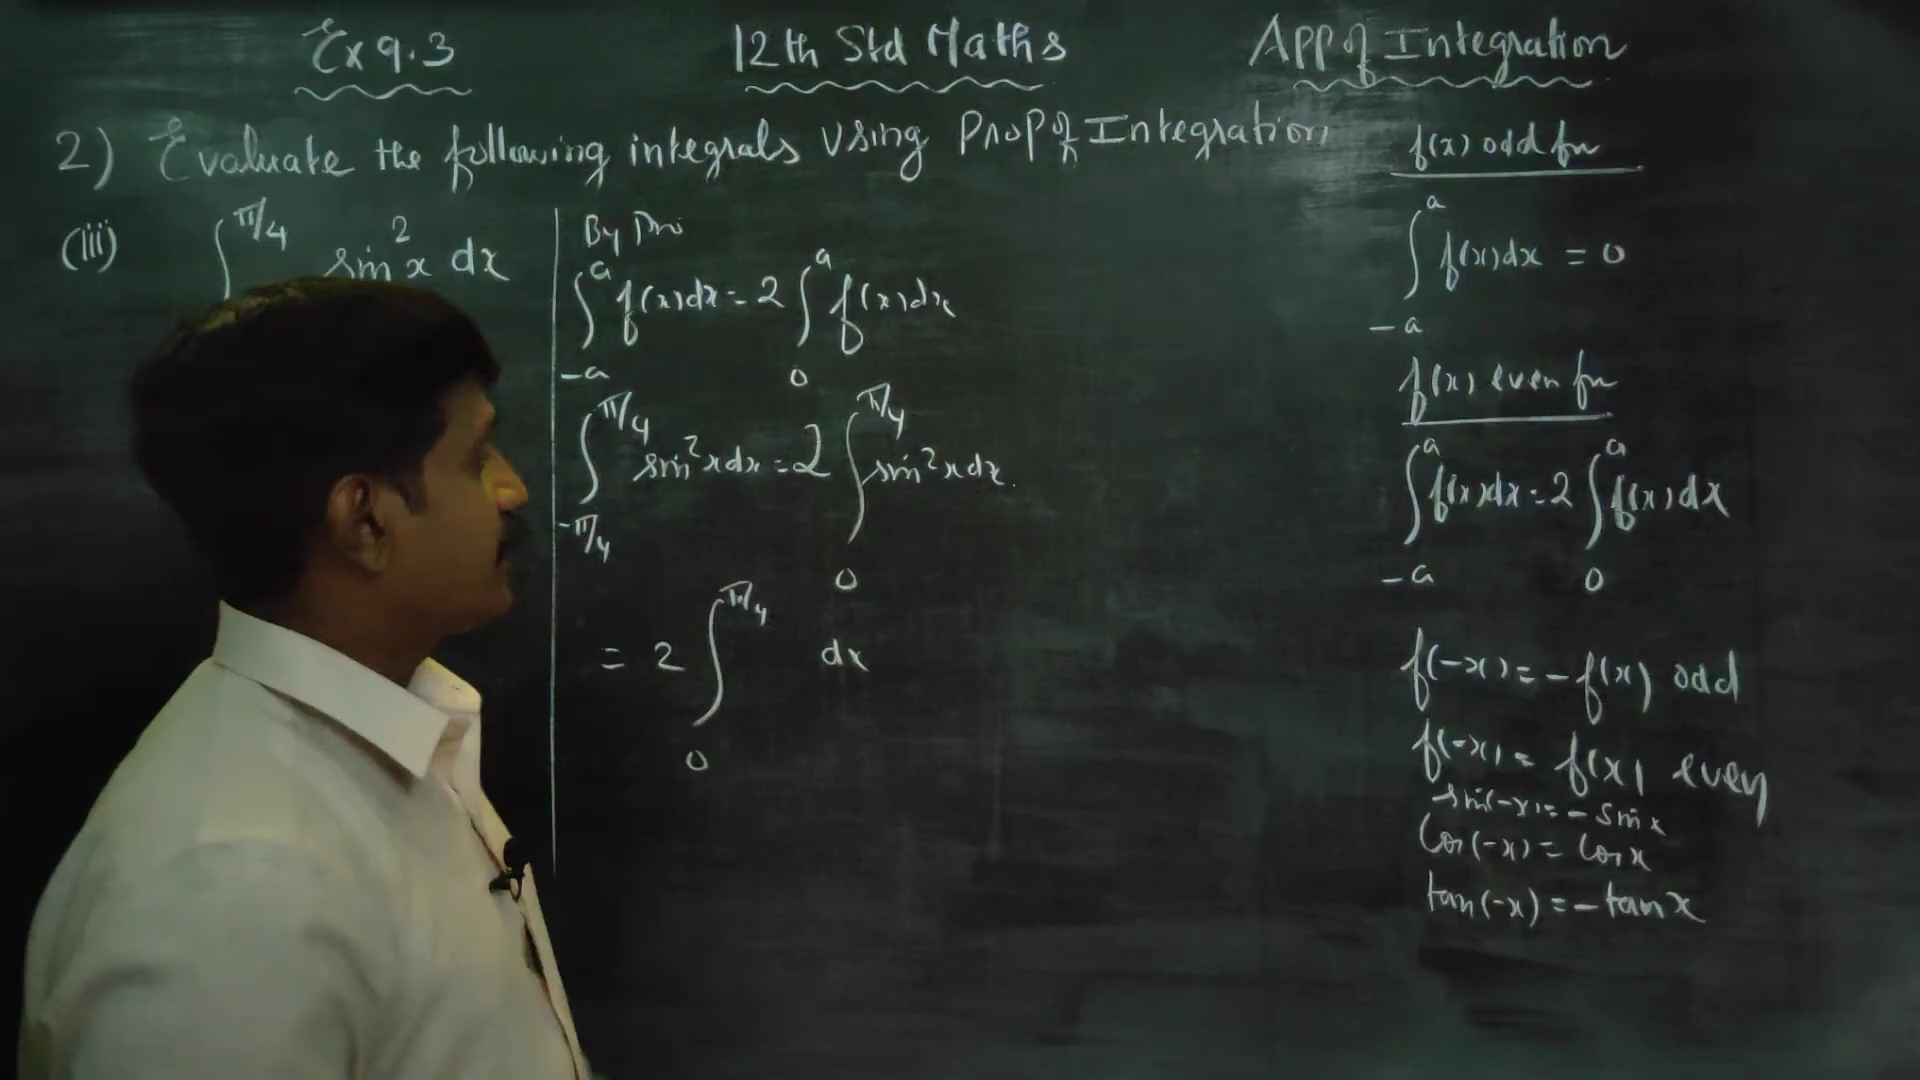 Ex 9.3
12th Std Maths
App of Integration
2) Evaluate the following integrals using Prop of Integration
(iii) ∫ π/4 sin²x dx
By Pro
∫_{-a}^{a} f(x)dx = 2 ∫_{0}^{a} f(x)dx
∫_{-π/4}^{π/4} sin²x dx = 2 ∫_{0}^{π/4} sin²x dx.
= 2 ∫_{0}^{π/4} dx
f(x) odd fn
∫_{-a}^{a} f(x)dx = 0
f(x) even fn
∫_{-a}^{a} f(x)dx = 2 ∫_{0}^{a} f(x)dx
f(-x) = -f(x) odd
f(-x) = f(x) even
sin(-x) = - sin x
Cos(-x) = Cos x
tan(-x) = - tan x